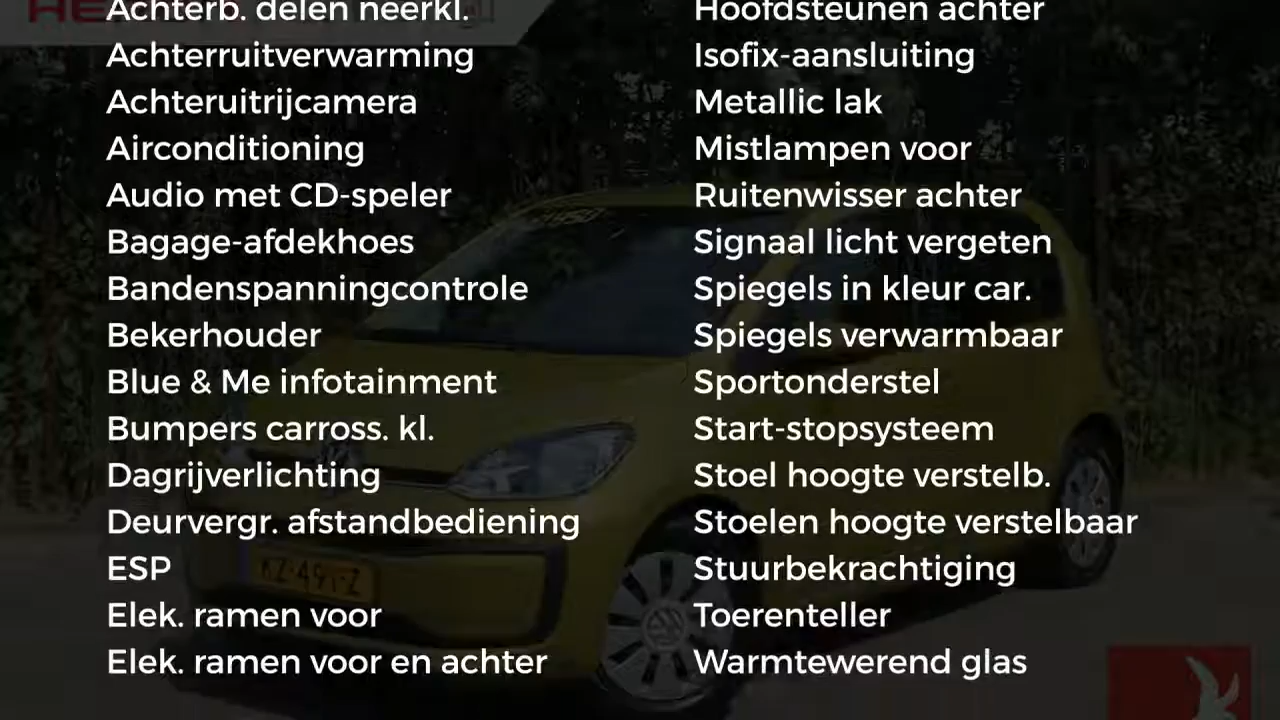 Achterb. delen neerkl.
Achterruitverwarming
Achteruitrijcamera
Airconditioning
Audio met CD-speler
Bagage-afdekhoes
Bandenspanningcontrole
Bekerhouder
Blue & Me infotainment
Bumpers carross. kl.
Dagrijverlichting
Deurvergr. afstandbediening
ESP
Elek. ramen voor
Elek. ramen voor en achter
Hoofdsteunen achter
Isofix-aansluiting
Metallic lak
Mistlampen voor
Ruitenwisser achter
Signaal licht vergeten
Spiegels in kleur car.
Spiegels verwarmbaar
Sportonderstel
Start-stopsysteem
Stoel hoogte verstelb.
Stoelen hoogte verstelbaar
Stuurbekrachtiging
Toerenteller
Warmtewerend glas